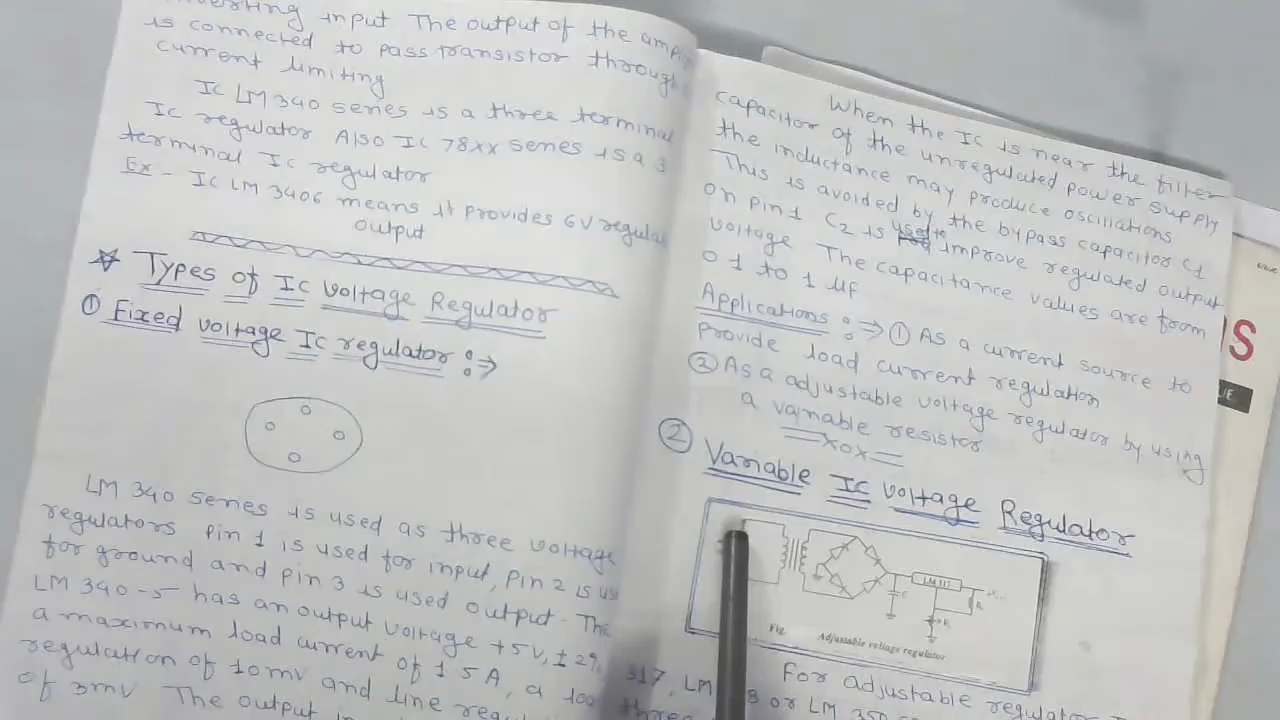 input The output of the
is connected to pass transistor through
current limiting
IC LM 340 series is a three terminal
IC regulator Also IC 78xx series is a 3
terminal IC regulator
Ex - IC LM 3406 means it provides 6V
output
Types of IC voltage Regulator
① Fixed voltage IC regulator :⇒
LM 340 series is used as three voltage
regulators Pin 1 is used for input, Pin 2 is
for ground and Pin 3 is used output. The
LM 340-5 has an output voltage +5V, ±2%,
a maximum load current of 1 5 A, a
regulation of 10mv and line
of 3mv The output
When the IC is near the filter
capacitor of the unregulated power supply
the inductance may produce oscillations
This is avoided by the bypass capacitor C1
on pin 1 C2 is used to improve regulated output
voltage The capacitance values are from
0 1 to 1 μf
Applications :⇒ ① As a current source to
provide load current regulation
② As a adjustable voltage regulator by using
a variable resistor
=xox=
② Variable IC voltage Regulator
LM 317
C
Fig.
Adjustable voltage regulator
For adjustable
317, LM
or LM 350